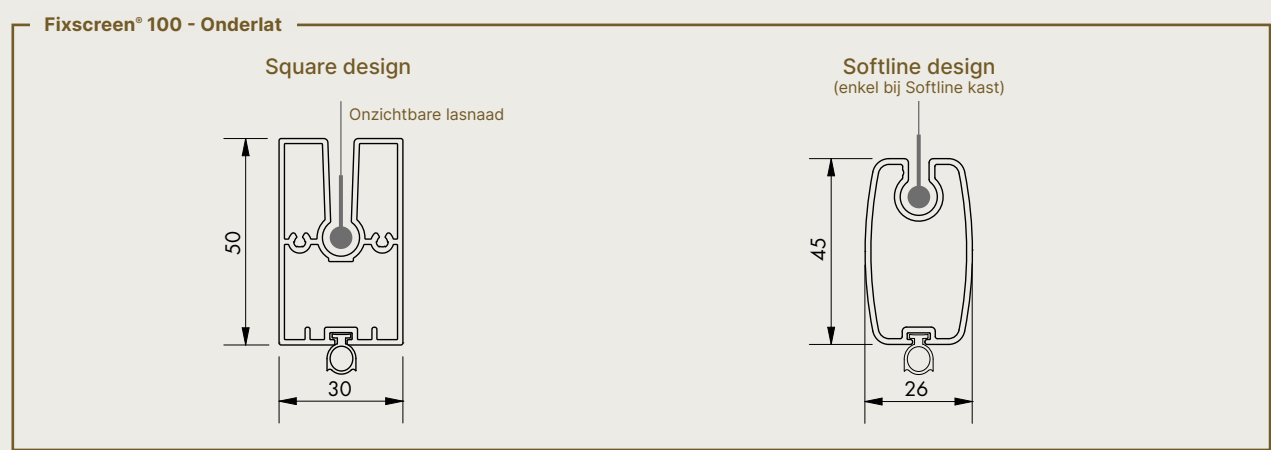 Fixscreen® 100 - Onderlat
Square design
Onzichtbare lasnaad
50
30
Softline design
(enkel bij Softline kast)
45
26